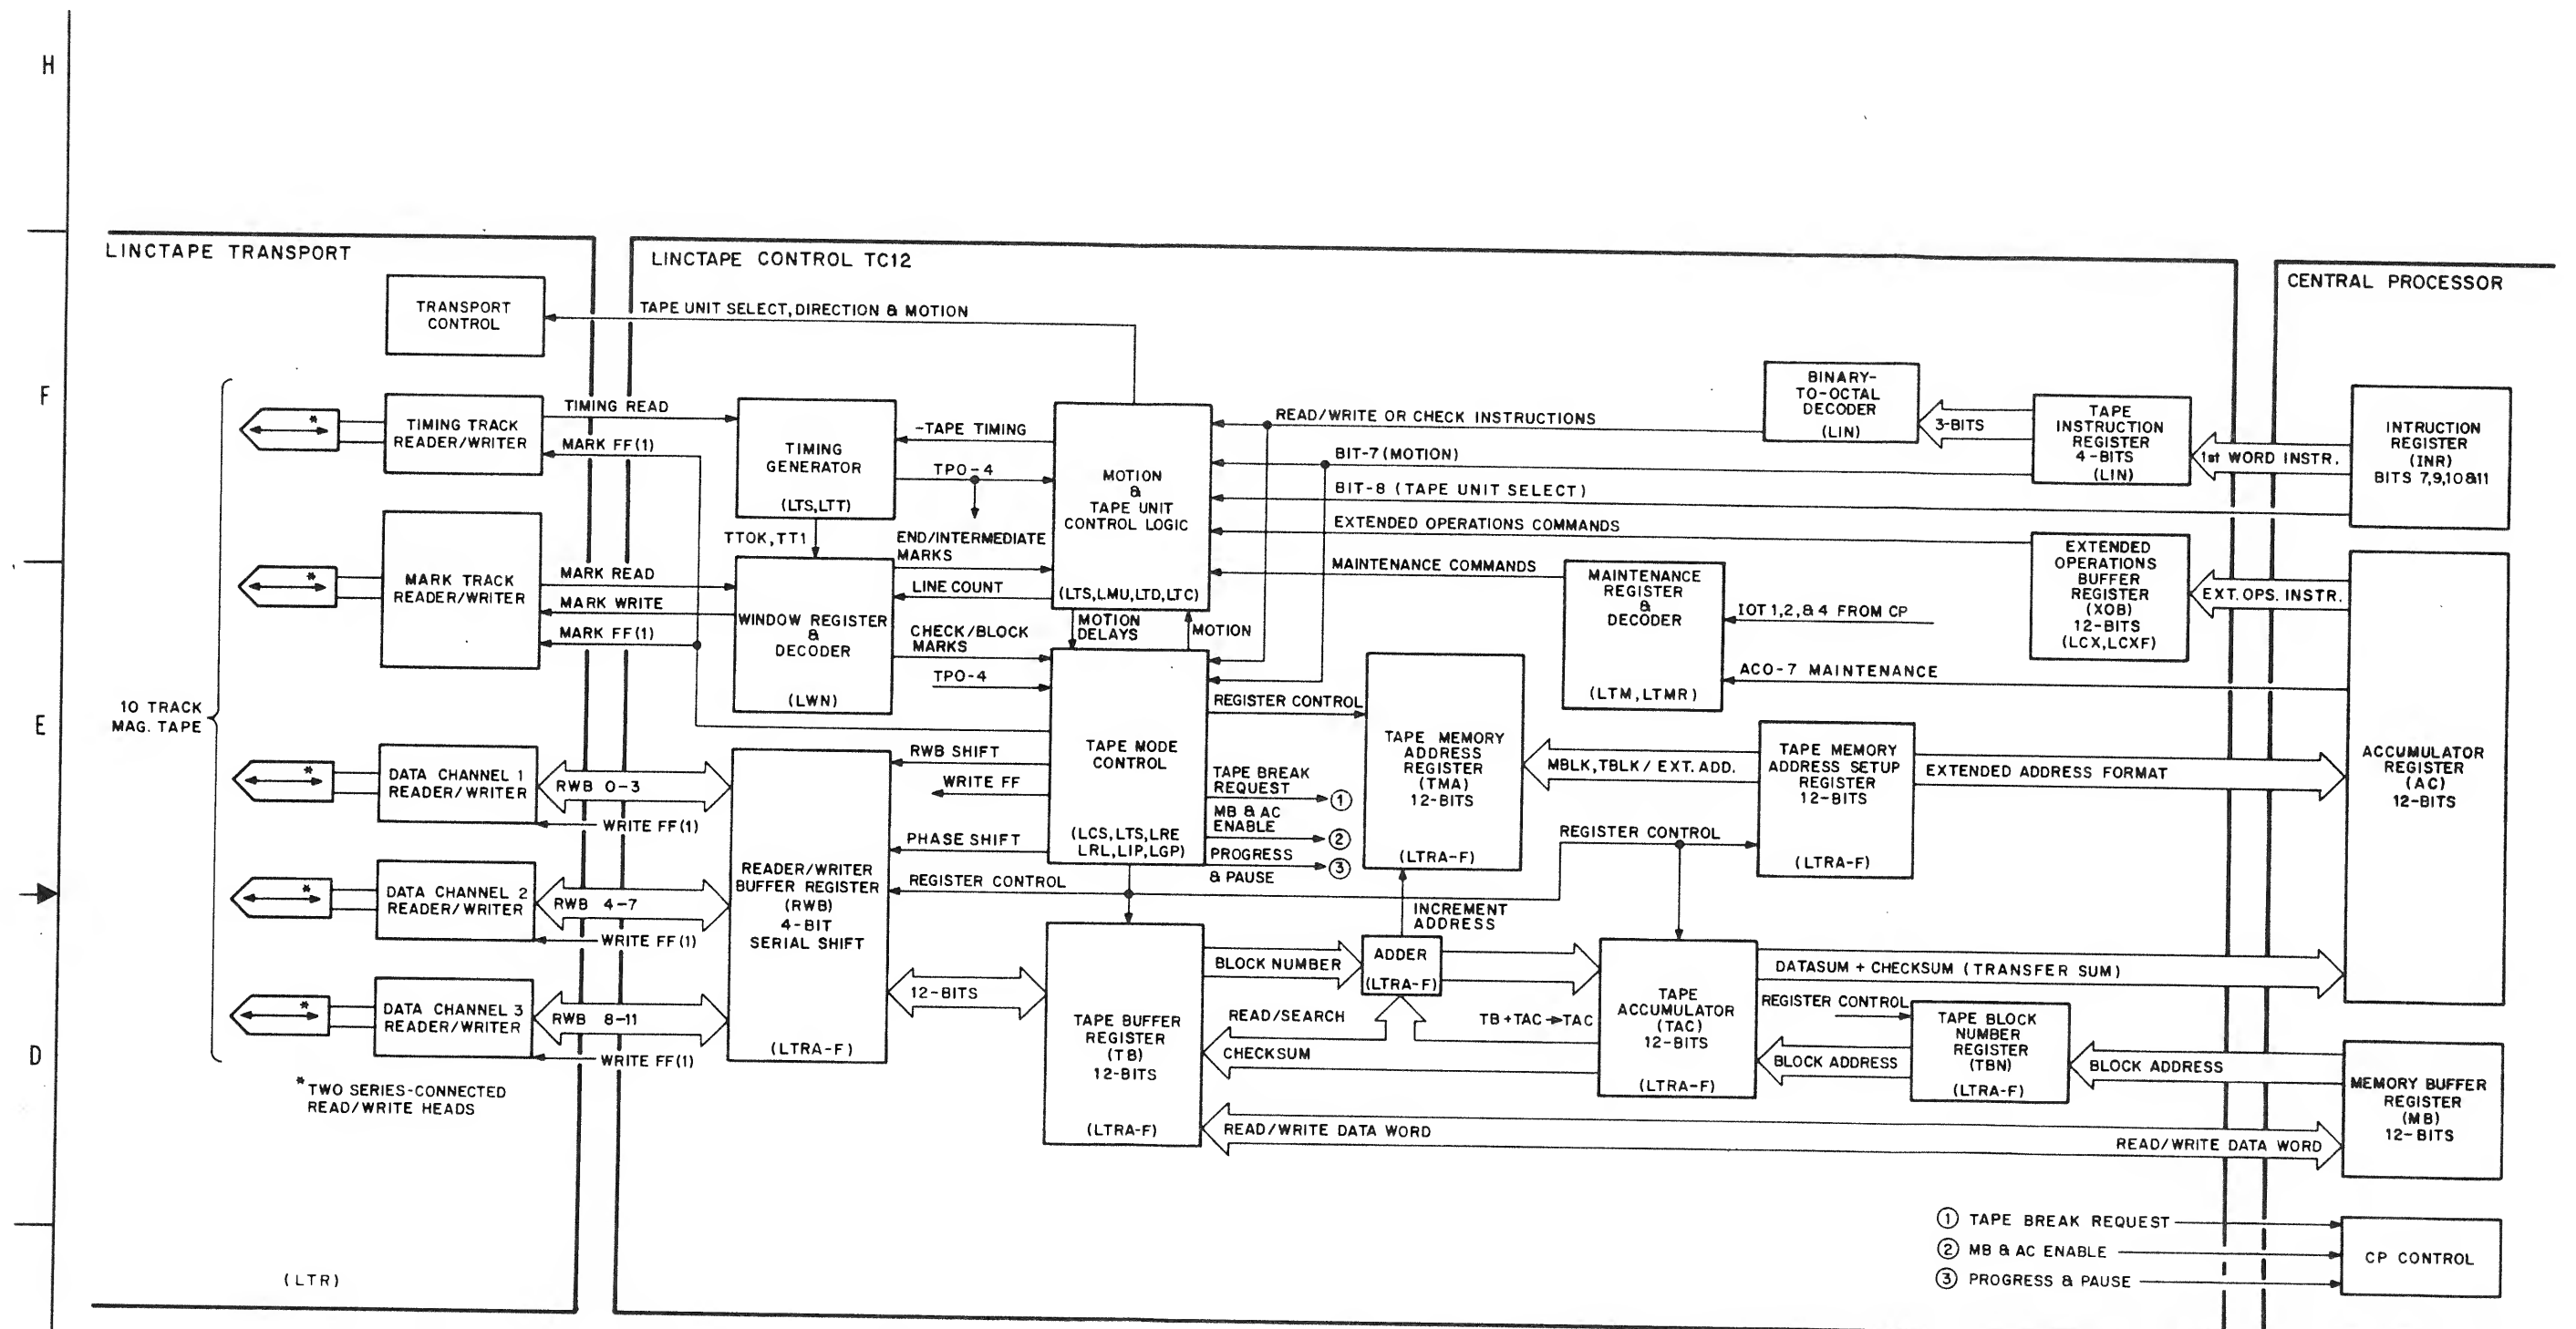 H
F
E
D
LINCTAPE TRANSPORT
LINCTAPE CONTROL TC12
CENTRAL PROCESSOR
TRANSPORT
CONTROL
TAPE UNIT SELECT, DIRECTION & MOTION
*
TIMING TRACK
READER/WRITER
TIMING READ
MARK FF(1)
TIMING
GENERATOR
(LTS,LTT)
-TAPE TIMING
TPO-4
TTOK,TT1
MOTION
&
TAPE UNIT
CONTROL LOGIC
(LTS,LMU,LTD,LTC)
READ/WRITE OR CHECK INSTRUCTIONS
BIT-7 (MOTION)
BIT-8 (TAPE UNIT SELECT)
EXTENDED OPERATIONS COMMANDS
MAINTENANCE COMMANDS
BINARY-
TO-OCTAL
DECODER
(LIN)
3-BITS
TAPE
INSTRUCTION
REGISTER
4-BITS
(LIN)
1st WORD INSTR.
INTRUCTION
REGISTER
(INR)
BITS 7,9,10&11
EXTENDED
OPERATIONS
BUFFER
REGISTER
(XOB)
12-BITS
(LCX,LCXF)
EXT. OPS. INSTR.
*
MARK TRACK
READER/WRITER
MARK READ
MARK WRITE
MARK FF(1)
WINDOW REGISTER
&
DECODER
(LWN)
END/INTERMEDIATE
MARKS
LINE COUNT
CHECK/BLOCK
MARKS
TPO-4
MOTION
DELAYS
MOTION
MAINTENANCE
REGISTER
&
DECODER
(LTM,LTMR)
IOT 1,2,&4 FROM CP
ACO-7 MAINTENANCE
10 TRACK
MAG. TAPE
*
DATA CHANNEL 1
READER/WRITER
RWB 0-3
WRITE FF(1)
*
DATA CHANNEL 2
READER/WRITER
RWB 4-7
WRITE FF(1)
*
DATA CHANNEL 3
READER/WRITER
RWB 8-11
WRITE FF(1)
READER/WRITER
BUFFER REGISTER
(RWB)
4-BIT
SERIAL SHIFT
(LTRA-F)
RWB SHIFT
WRITE FF
PHASE SHIFT
REGISTER CONTROL
TAPE MODE
CONTROL
(LCS,LTS,LRE
LRL,LIP,LGP)
REGISTER CONTROL
TAPE BREAK
REQUEST
1
MB & AC
ENABLE
2
PROGRESS
& PAUSE
3
TAPE MEMORY
ADDRESS
REGISTER
(TMA)
12-BITS
(LTRA-F)
MBLK,TBLK / EXT. ADD.
TAPE MEMORY
ADDRESS SETUP
REGISTER
12-BITS
(LTRA-F)
EXTENDED ADDRESS FORMAT
ACCUMULATOR
REGISTER
(AC)
12-BITS
REGISTER CONTROL
INCREMENT
ADDRESS
12-BITS
TAPE BUFFER
REGISTER
(TB)
12-BITS
(LTRA-F)
BLOCK NUMBER
ADDER
(LTRA-F)
READ/SEARCH
CHECKSUM
TB+TAC→TAC
TAPE
ACCUMULATOR
(TAC)
12-BITS
(LTRA-F)
DATASUM + CHECKSUM (TRANSFER SUM)
REGISTER CONTROL
BLOCK ADDRESS
TAPE BLOCK
NUMBER
REGISTER
(TBN)
(LTRA-F)
BLOCK ADDRESS
MEMORY BUFFER
REGISTER
(MB)
12-BITS
READ/WRITE DATA WORD
READ/WRITE DATA WORD
*TWO SERIES-CONNECTED
READ/WRITE HEADS
(LTR)
1 TAPE BREAK REQUEST
2 MB & AC ENABLE
3 PROGRESS & PAUSE
CP CONTROL